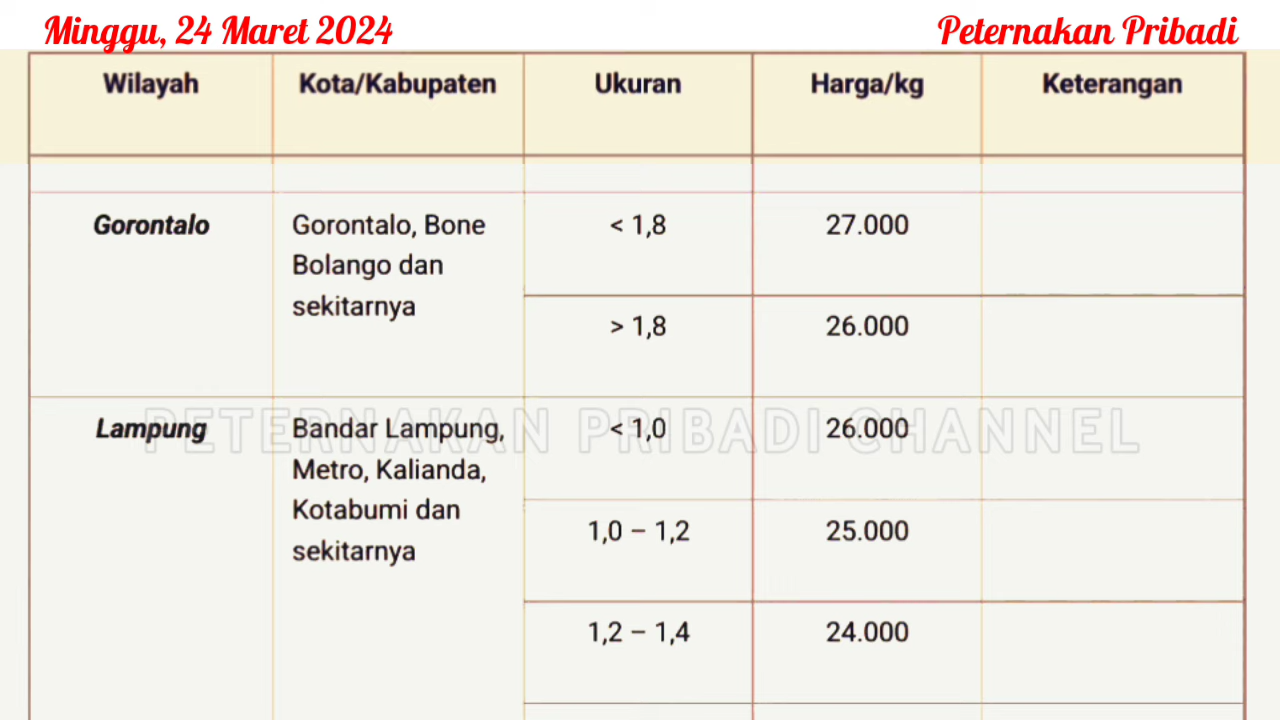 Minggu, 24 Maret 2024
Peternakan Pribadi
Wilayah
Kota/Kabupaten
Ukuran
Harga/kg
Keterangan
Gorontalo
Gorontalo, Bone
Bolango dan
sekitarnya
< 1,8
27.000
> 1,8
26.000
PETERNAKAN PRIBADI CHANNEL
Lampung
Bandar Lampung,
Metro, Kalianda,
Kotabumi dan
sekitarnya
< 1,0
26.000
1,0 – 1,2
25.000
1,2 – 1,4
24.000